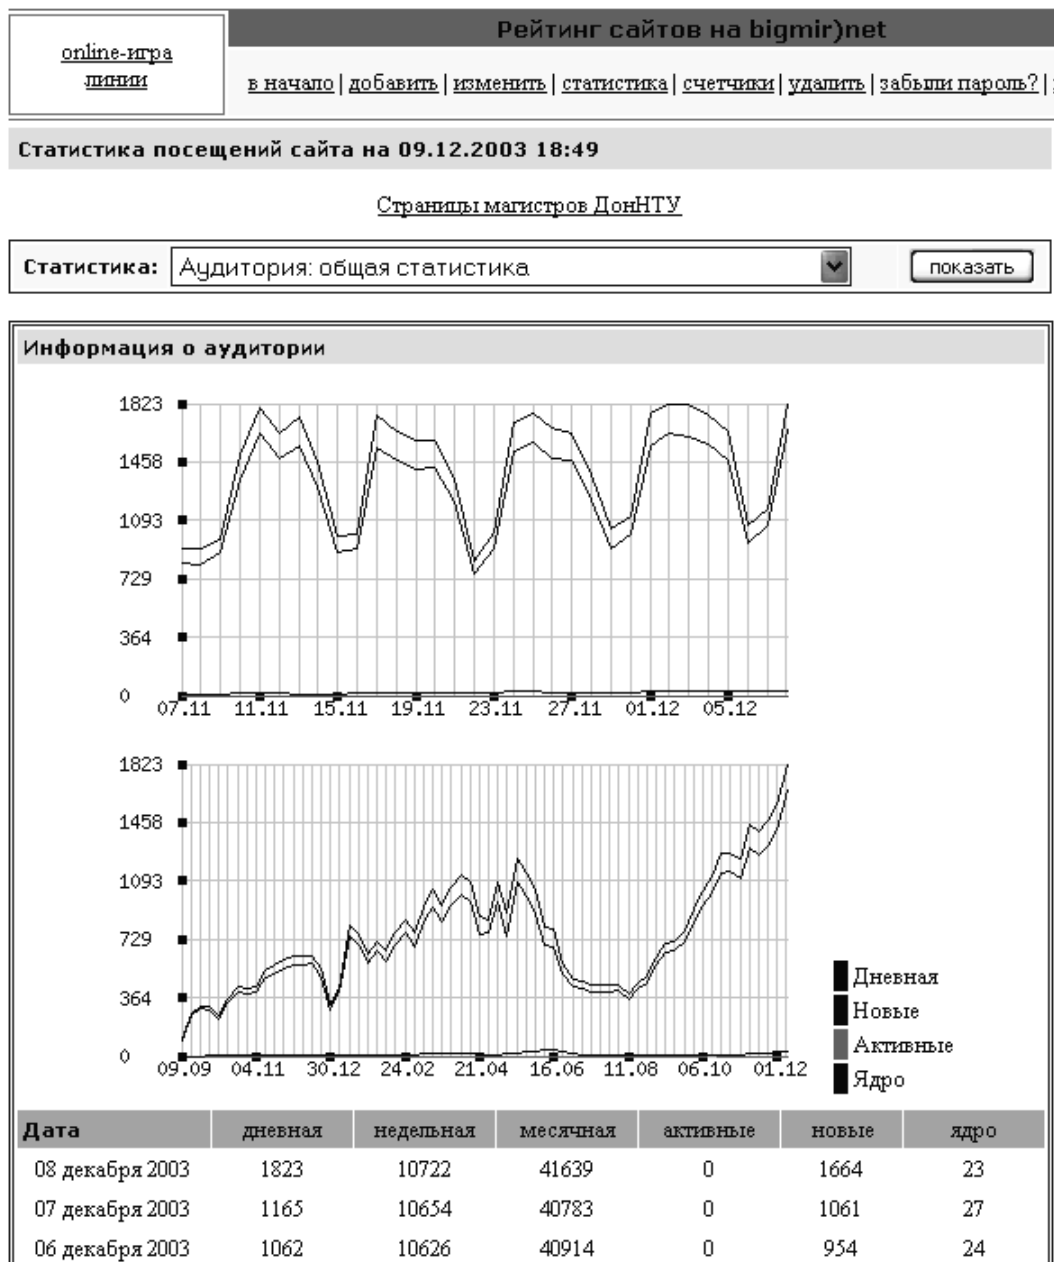 Рейтинг сайтов на bigmir)net
online-игра
линии
в начало | добавить | изменить | статистика | счетчики | удалить | забыли пароль? |
Статистика посещений сайта на 09.12.2003 18:49
Страницы магистров ДонНТУ
Статистика: Аудитория: общая статистика показать
Информация о аудитории
1823
1458
1093
729
364
0
07.11 11.11 15.11 19.11 23.11 27.11 01.12 05.12
1823
1458
1093
729
364
0
09.09 04.11 30.12 24.02 21.04 16.06 11.08 06.10 01.12
Дневная
Новые
Активные
Ядро
Дата дневная недельная месячная активные новые ядро
08 декабря 2003 1823 10722 41639 0 1664 23
07 декабря 2003 1165 10654 40783 0 1061 27
06 декабря 2003 1062 10626 40914 0 954 24